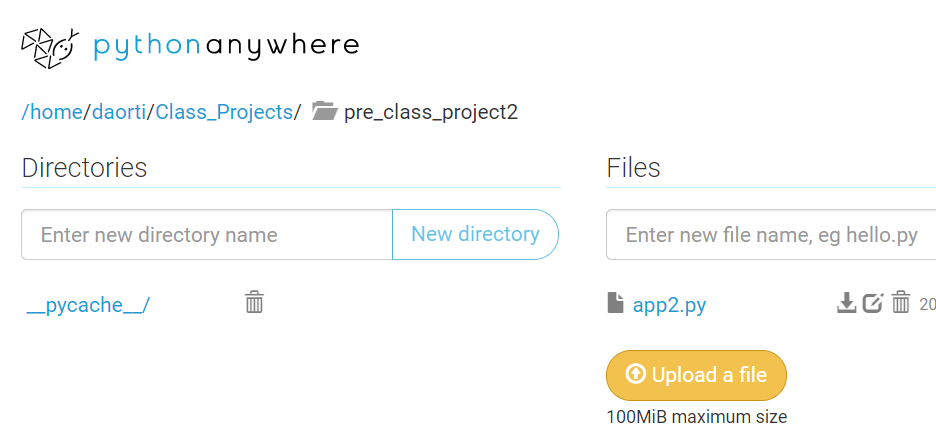 pythonanywhere
/home/daorti/Class_Projects/ pre_class_project2
Directories
Enter new directory name
New directory
__pycache__/
Files
Enter new file name, eg hello.py
app2.py
20
Upload a file
100MiB maximum size